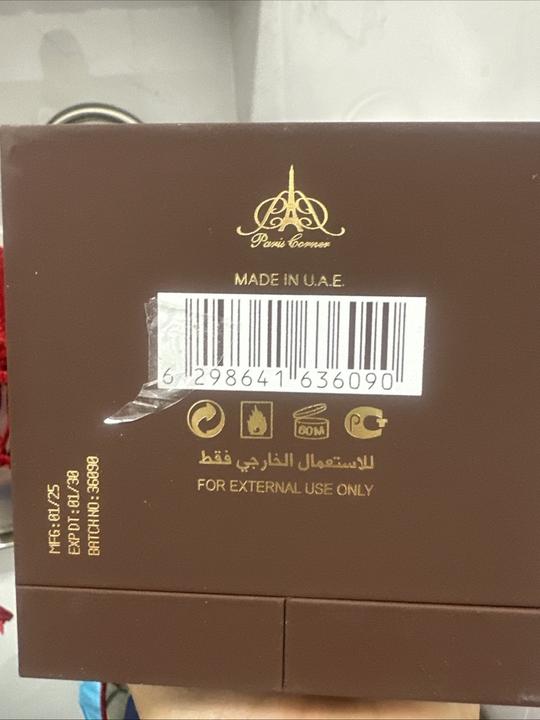 Paris Corner
MADE IN U.A.E.
6 298641 636090
60M
للاستعمال الخارجي فقط
FOR EXTERNAL USE ONLY
MFG:01/25
EXP DT:01/30
BATCH NO:36090